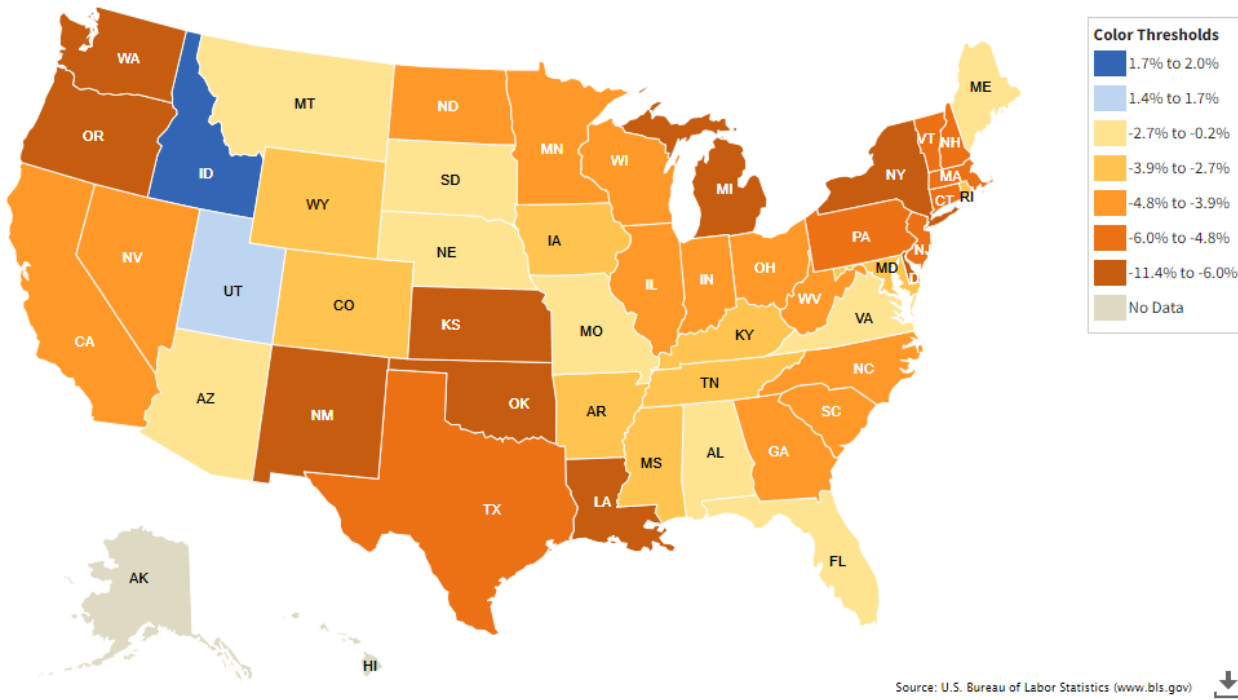 Color Thresholds
1.7% to 2.0%
1.4% to 1.7%
-2.7% to -0.2%
-3.9% to -2.7%
-4.8% to -3.9%
-6.0% to -4.8%
-11.4% to -6.0%
No Data
WA
MT
ND
MN
ME
OR
ID
SD
WI
MI
NY
VT
NH
MA
CT
RI
WY
IA
NE
PA
NJ
NV
UT
CO
IL
IN
OH
MD
D
WV
VA
CA
KS
MO
KY
AZ
NM
OK
AR
TN
NC
SC
MS
AL
GA
TX
LA
FL
AK
HI
Source: U.S. Bureau of Labor Statistics (www.bls.gov)